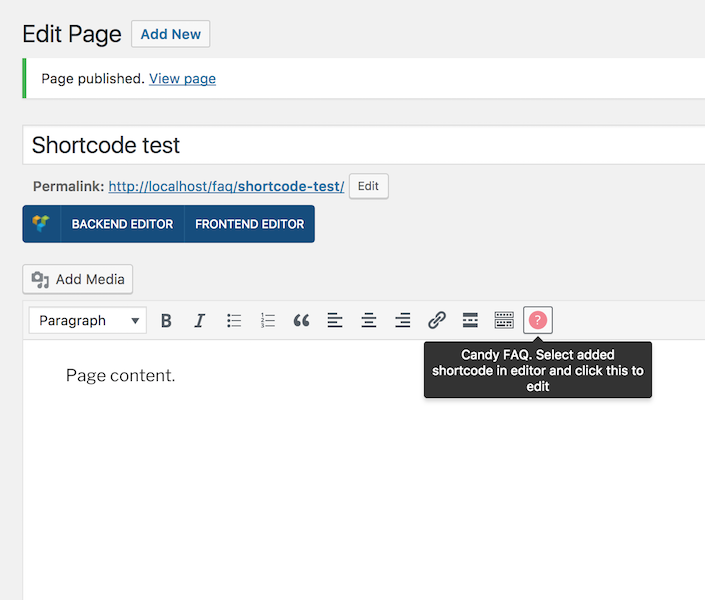 Edit Page Add New
Page published. View page
Shortcode test
Permalink: http://localhost/faq/shortcode-test/ Edit
BACKEND EDITOR FRONTEND EDITOR
Add Media
Paragraph B I ?
Candy FAQ. Select added
shortcode in editor and click this to
edit
Page content.